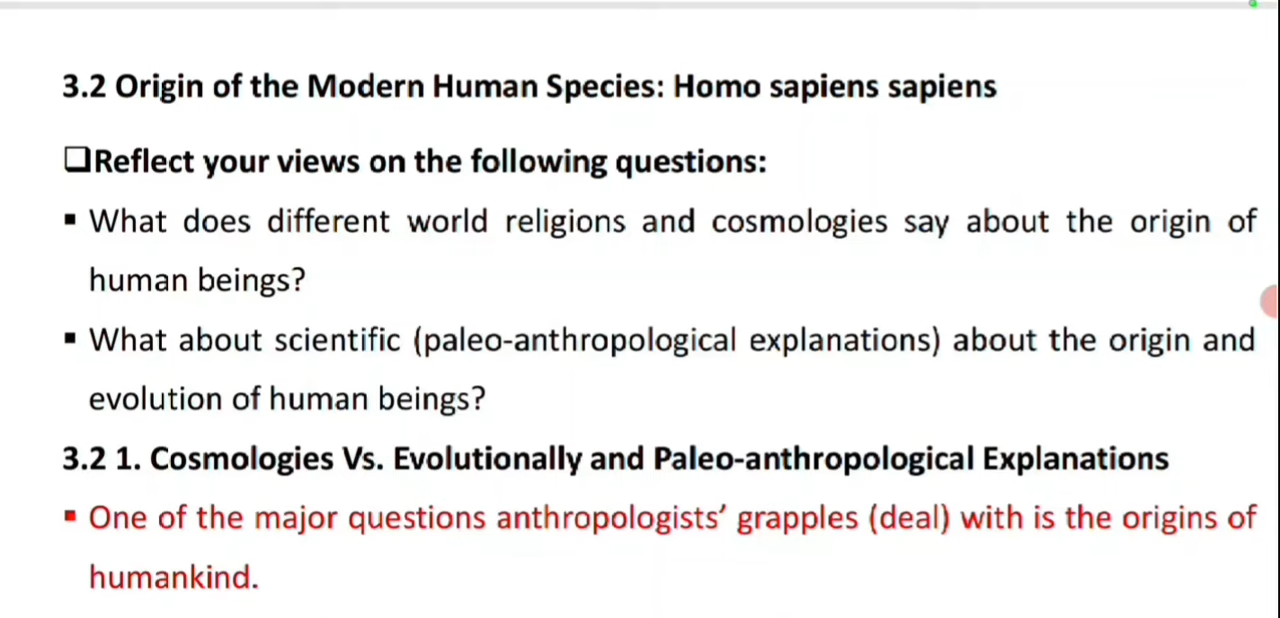 3.2 Origin of the Modern Human Species: Homo sapiens sapiens
❑Reflect your views on the following questions:
▪ What does different world religions and cosmologies say about the origin of
human beings?
▪ What about scientific (paleo-anthropological explanations) about the origin and
evolution of human beings?
3.2 1. Cosmologies Vs. Evolutionally and Paleo-anthropological Explanations
▪ One of the major questions anthropologists’ grapples (deal) with is the origins of
humankind.